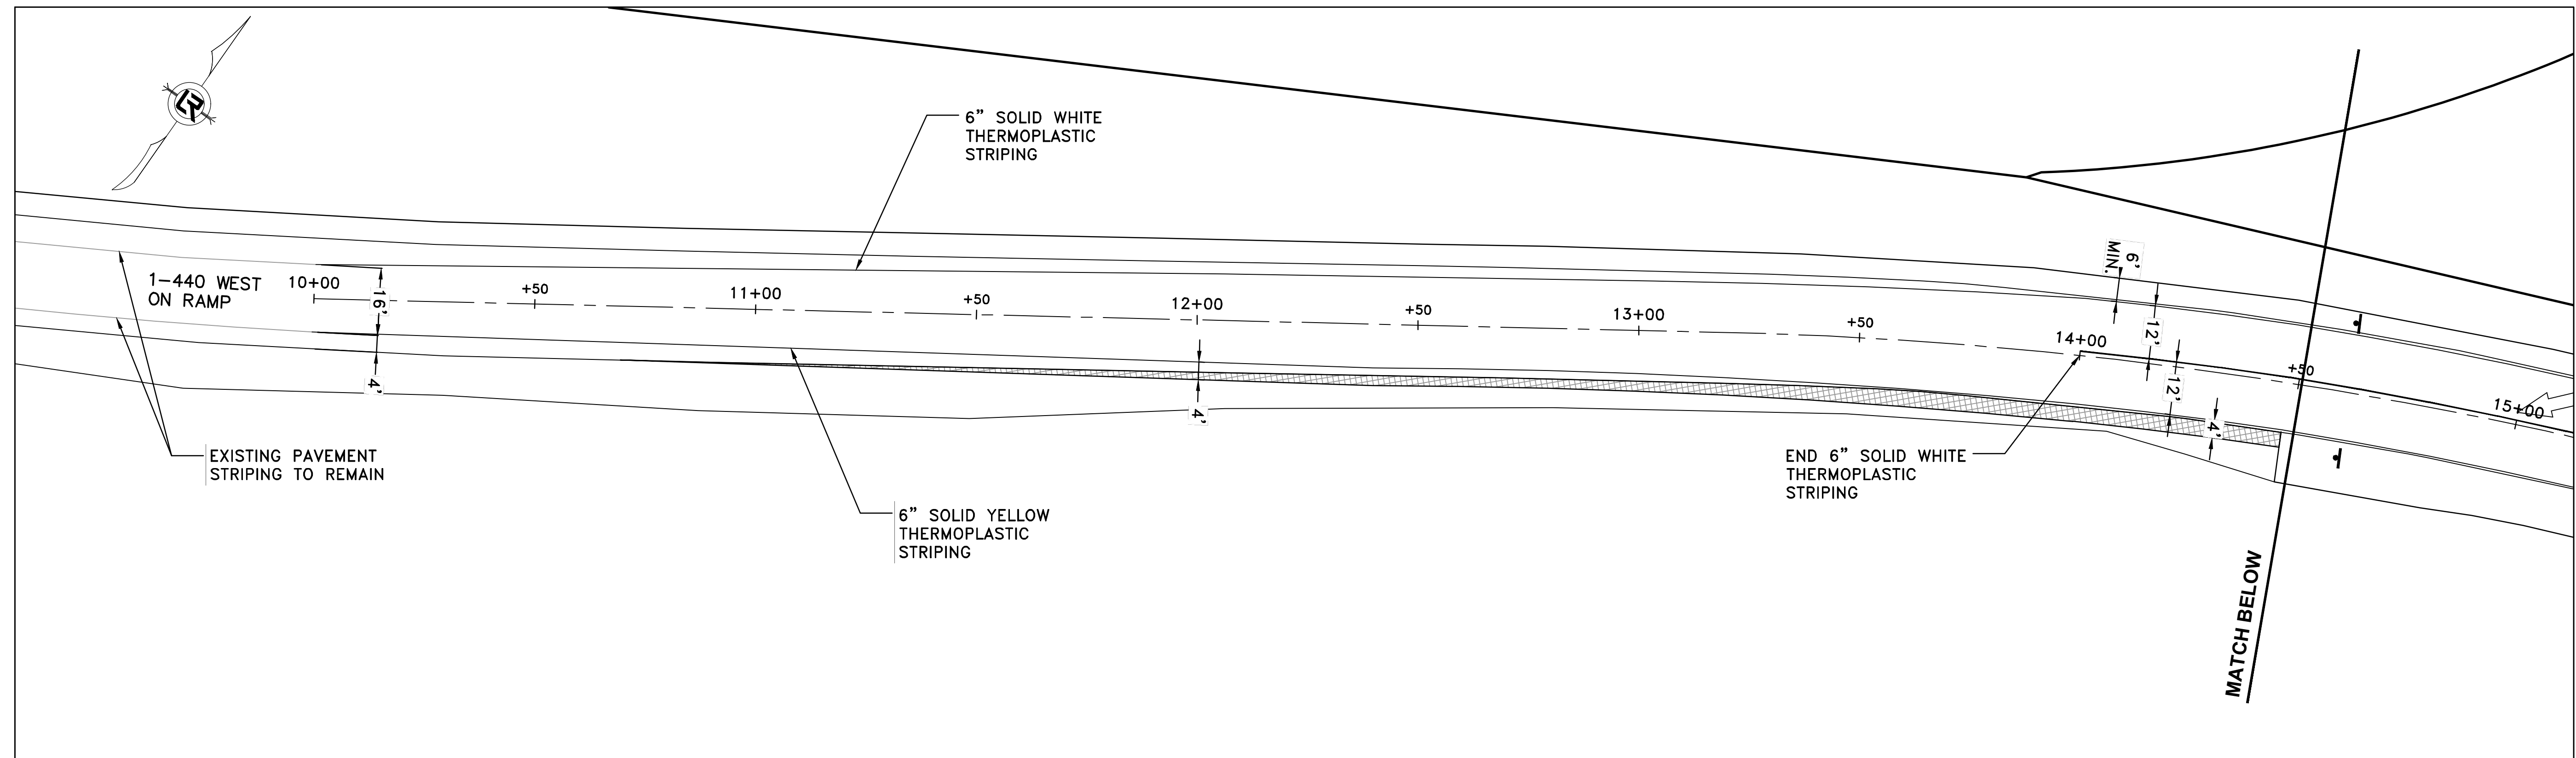 6" SOLID WHITE
THERMOPLASTIC
STRIPING
6'
MIN.
1-440 WEST
ON RAMP
10+00
+50
11+00
+50
12+00
+50
13+00
+50
14+00
+50
15+00
16'
4'
4'
12'
12'
4'
EXISTING PAVEMENT
STRIPING TO REMAIN
6" SOLID YELLOW
THERMOPLASTIC
STRIPING
END 6" SOLID WHITE
THERMOPLASTIC
STRIPING
MATCH BELOW